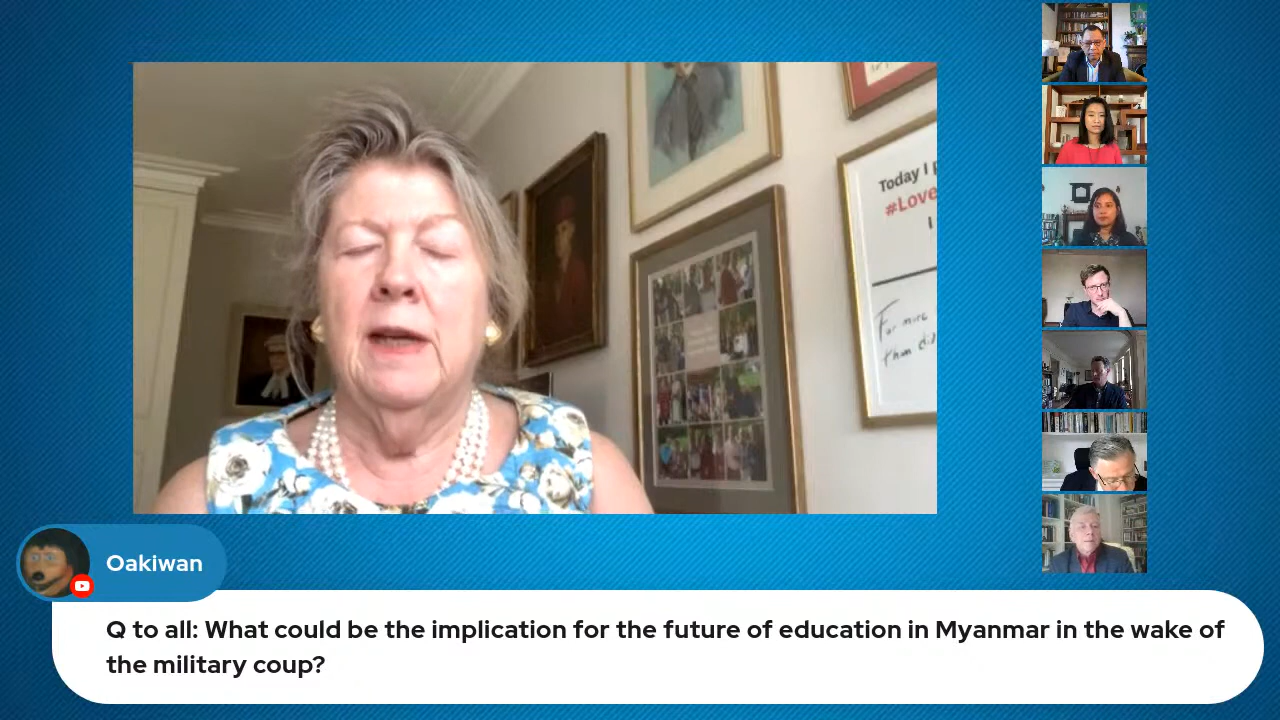 Today I
#Love
I
For more
than
Oakiwan
Q to all: What could be the implication for the future of education in Myanmar in the wake of
the military coup?